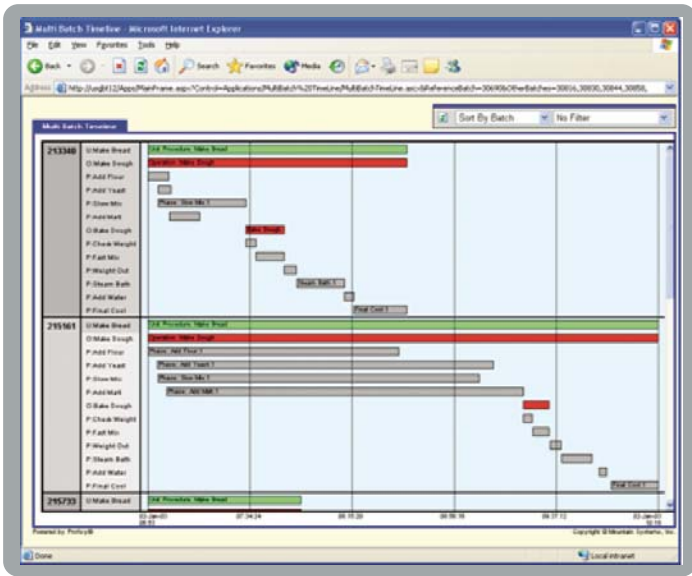 Multi Batch Timeline - Microsoft Internet Explorer
File Edit View Favorites Tools Help
Back Search Favorites Media
Address
Multi Batch Timeline
Sort By Batch No Filter
213340 U:Make Bread Unit Procedure: Make Bread
O:Make Dough Operation: Make Dough
P:Add Flour
P:Add Yeast
P:Slow Mix Phase: Slow Mix 1
P:Add Malt
O:Bake Dough Bake Dough
P:Check Weight
P:Fast Mix
P:Weight Out
P:Steam Bath Steam Bath 1
P:Add Water
P:Final Cool Final Cool 1
215161 U:Make Bread Unit Procedure: Make Bread
O:Make Dough Operation: Make Dough
P:Add Flour Phase: Add Flour 1
P:Add Yeast Phase: Add Yeast 1
P:Slow Mix Phase: Slow Mix 1
P:Add Malt Phase: Add Malt 1
O:Bake Dough
P:Check Weight
P:Fast Mix
P:Weight Out
P:Steam Bath
P:Add Water
P:Final Cool Final Cool 1
215733 U:Make Bread Unit Procedure: Make Bread
07:34:24
Powered by Proficy® Copyright © Mountain Systems, Inc.
Done Local intranet